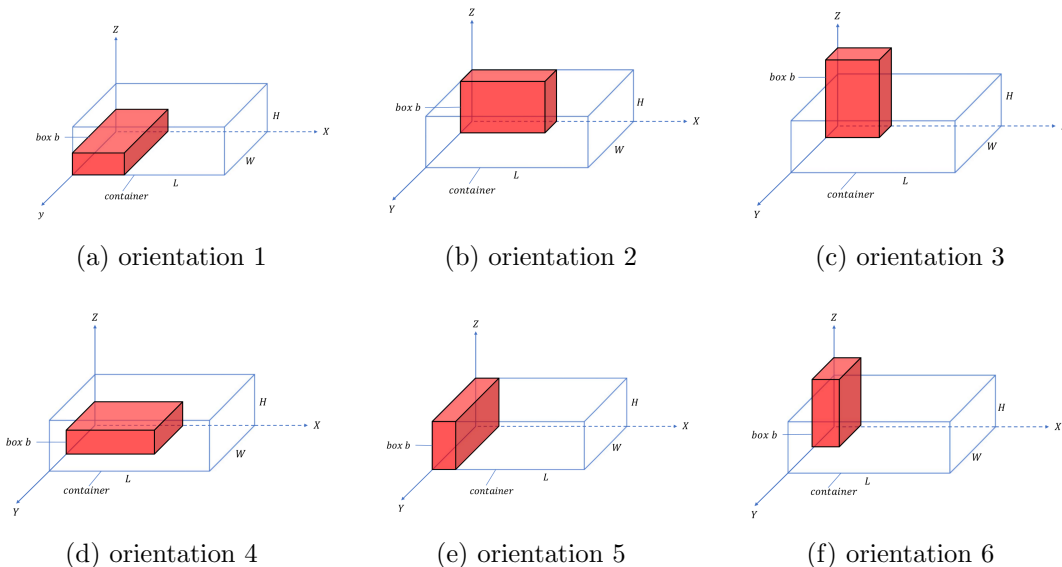 Z
box b
H
X
W
L
container
y
(a) orientation 1
Z
box b
H
X
W
L
container
Y
(b) orientation 2
Z
box b
H
W
L
container
Y
(c) orientation 3
Z
H
X
box b
W
L
container
Y
(d) orientation 4
Z
H
X
box b
W
L
container
Y
(e) orientation 5
Z
H
X
box b
W
L
container
Y
(f) orientation 6